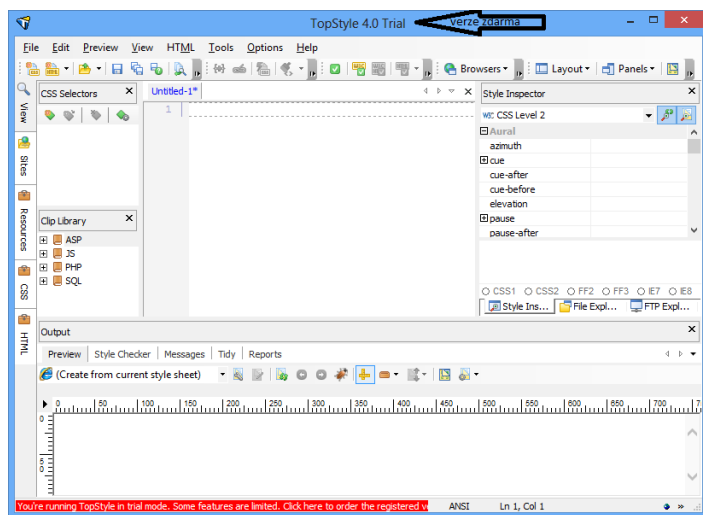 TopStyle 4.0 Trial
verze zdarma
File Edit Preview View HTML Tools Options Help
Browsers Layout Panels
View
Sites
Resources
CSS
HTML
CSS Selectors
Clip Library
ASP
JS
PHP
SQL
Untitled-1*
1
Style Inspector
W3C CSS Level 2
Aural
azimuth
cue
cue-after
cue-before
elevation
pause
pause-after
CSS1 CSS2 FF2 FF3 IE7 IE8
Style Ins... File Expl... FTP Expl...
Output
Preview Style Checker Messages Tidy Reports
(Create from current style sheet)
0 50 100 150 200 250 300 350 400 450 500 550 600 650 700
0
50
You're running TopStyle in trial mode. Some features are limited. Click here to order the registered
ANSI Ln 1, Col 1